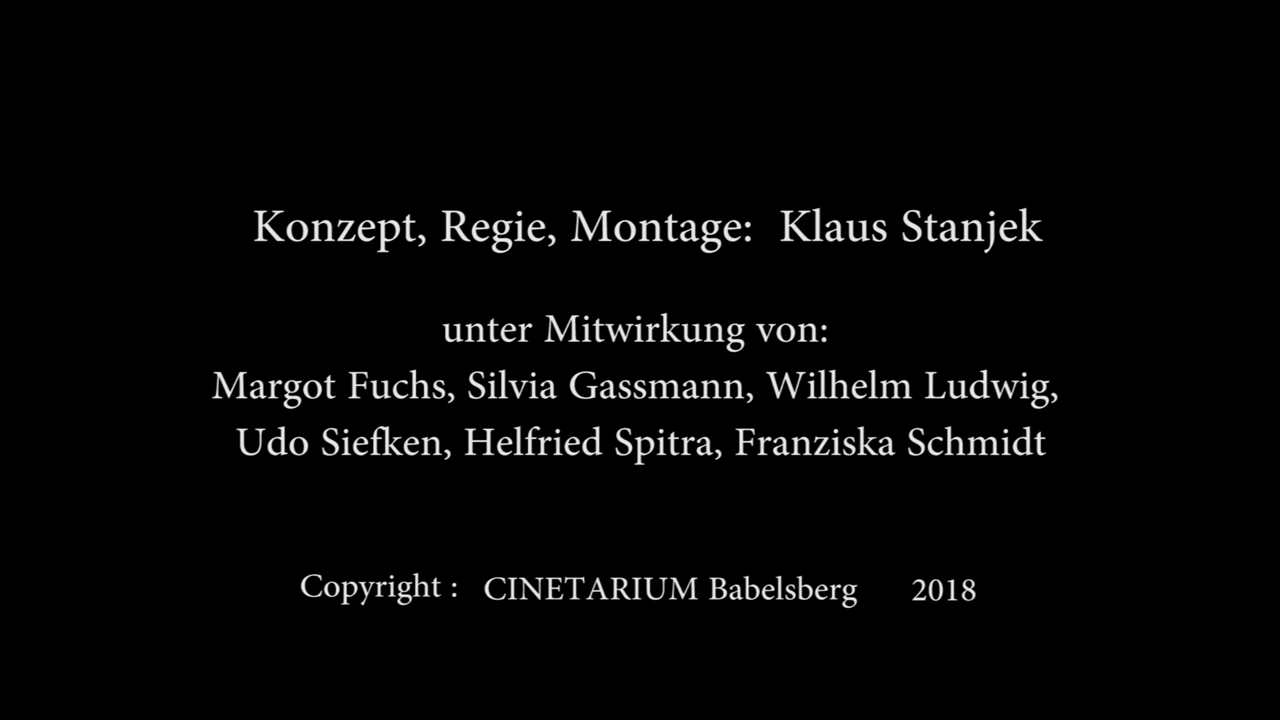 Konzept, Regie, Montage: Klaus Stanjek
unter Mitwirkung von:
Margot Fuchs, Silvia Gassmann, Wilhelm Ludwig,
Udo Siefken, Helfried Spitra, Franziska Schmidt
Copyright : CINETARIUM Babelsberg 2018